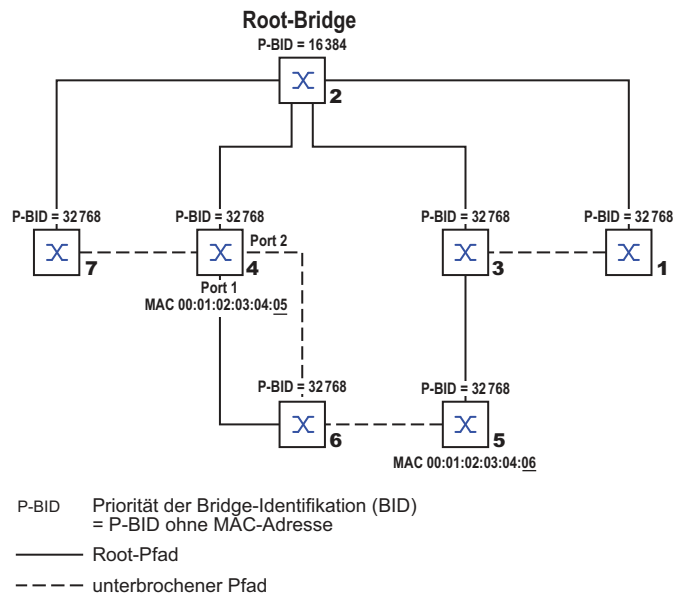 Root-Bridge
P-BID = 16384
2
P-BID = 32768
P-BID = 32768
P-BID = 32768
P-BID = 32768
7
4
Port 2
3
1
Port 1
MAC 00:01:02:03:04:05
P-BID = 32768
P-BID = 32768
6
5
MAC 00:01:02:03:04:06
P-BID Priorität der Bridge-Identifikation (BID)
= P-BID ohne MAC-Adresse
Root-Pfad
unterbrochener Pfad